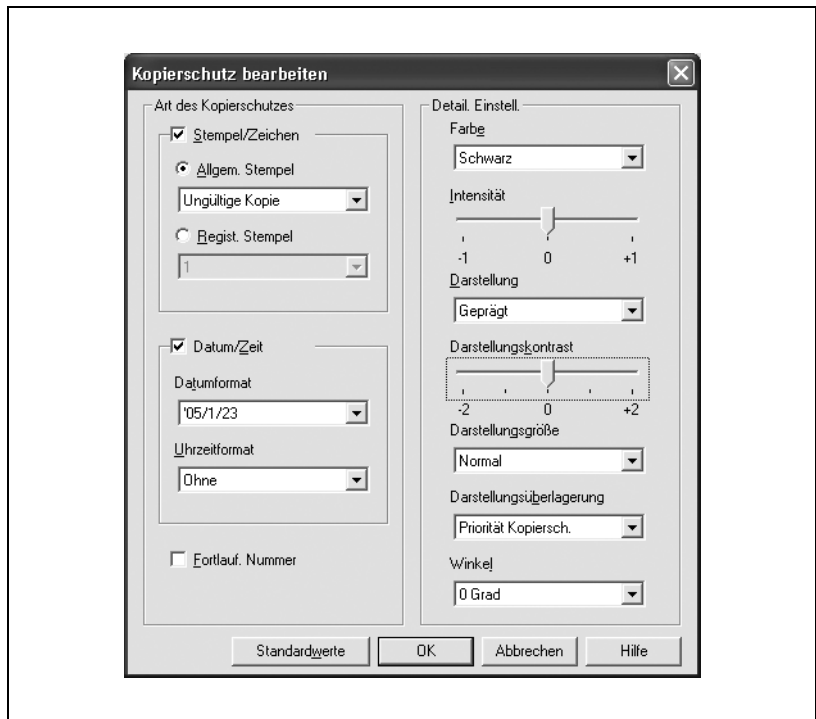 Kopierschutz bearbeiten
Art des Kopierschutzes
Stempel/Zeichen
Allgem. Stempel
Ungültige Kopie
Regist. Stempel
1
Datum/Zeit
Datumformat
'05/1/23
Uhrzeitformat
Ohne
Fortlauf. Nummer
Detail. Einstell.
Farbe
Schwarz
Intensität
-1 0 +1
Darstellung
Geprägt
Darstellungskontrast
-2 0 +2
Darstellungsgröße
Normal
Darstellungsüberlagerung
Priorität Kopiersch.
Winkel
0 Grad
Standardwerte OK Abbrechen Hilfe